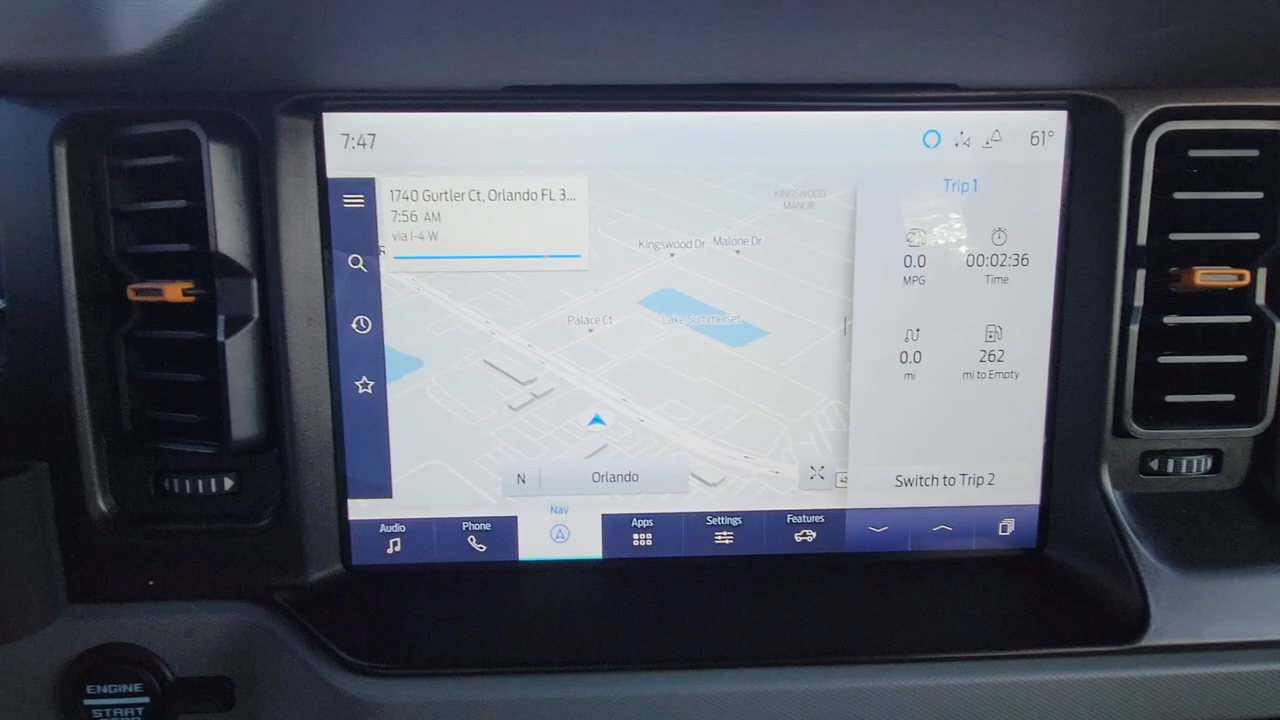 7:47
61°
1740 Gurtler Ct, Orlando FL 3...
7:56 AM
via I-4 W
KINGSWOOD
MANOR
Kingswood Dr
Malone Dr
Palace Ct
Lake Summerset
N
Orlando
Trip 1
0.0
MPG
00:02:36
Time
0.0
mi
262
mi to Empty
Switch to Trip 2
Audio
Phone
Nav
Apps
Settings
Features
ENGINE
START